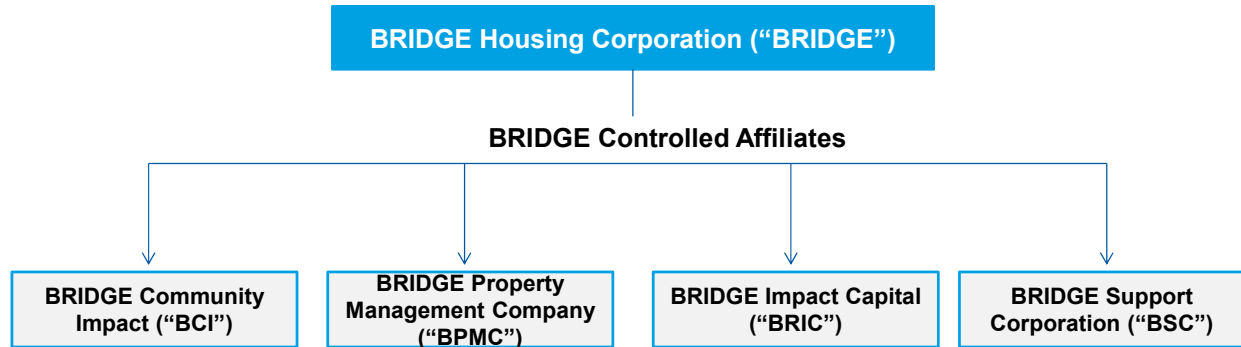 BRIDGE Housing Corporation (“BRIDGE”)
BRIDGE Controlled Affiliates
BRIDGE Community
Impact (“BCI”)
BRIDGE Property
Management Company
(“BPMC”)
BRIDGE Impact Capital
(“BRIC”)
BRIDGE Support
Corporation (“BSC”)